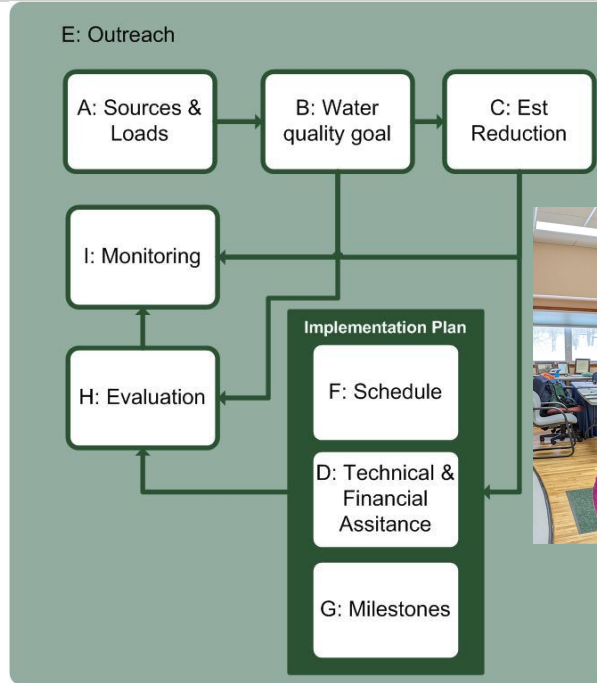 E: Outreach
A: Sources &
Loads
B: Water
quality goal
C: Est
Reduction
I: Monitoring
Implementation Plan
F: Schedule
H: Evaluation
D: Technical &
Financial
Assitance
G: Milestones